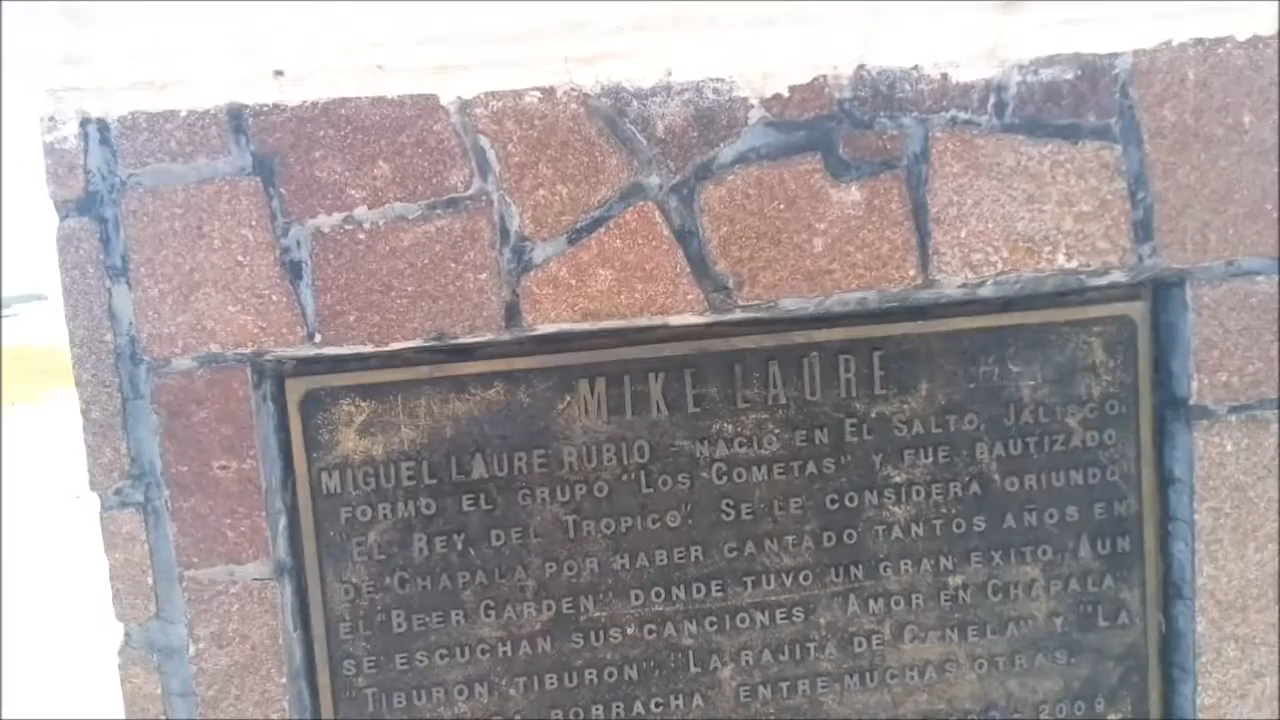 MIKE LAURE
MIGUEL LAURE RUBIO NACIO EN EL SALTO, JALISCO.
FORMO EL GRUPO "LOS COMETAS" Y FUE BAUTIZADO
"EL REY DEL TROPICO". SE LE CONSIDERA ORIUNDO
DE CHAPALA POR HABER CANTADO TANTOS AÑOS EN
EL "BEER GARDEN" DONDE TUVO UN GRAN EXITO. AUN
SE ESCUCHAN SUS CANCIONES: "AMOR EN CHAPALA,
"TIBURON, TIBURON", "LA RAJITA DE CANELA" Y "LA
BORRACHA" ENTRE MUCHAS OTRAS.
2009